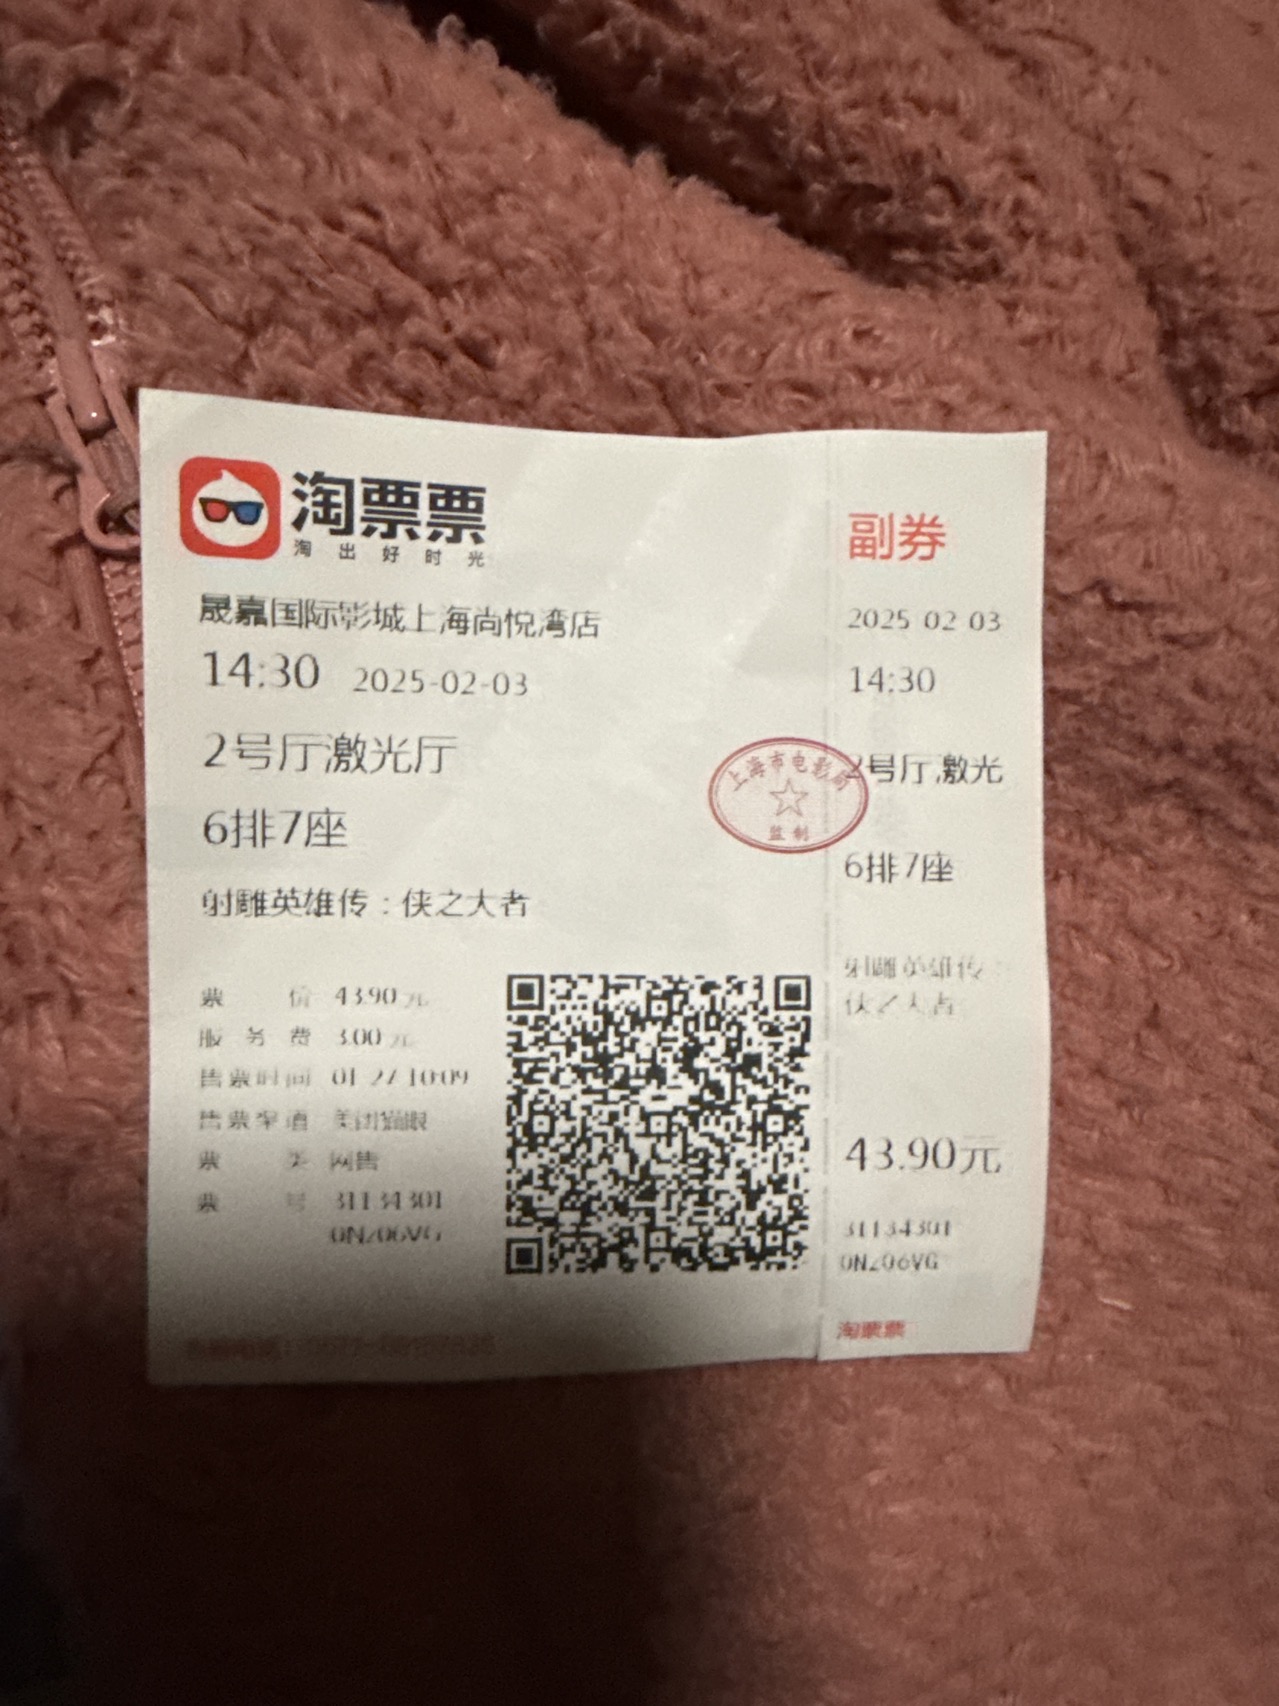 淘票票
淘出好时光
晟嘉国际影城上海尚悦湾店
14:30 2025-02-03
2号厅激光厅
6排7座
射雕英雄传：侠之大者
票价 43.90元
服务费 3.00元
售票时间 01-27 10:09
售票渠道 美团猫眼
票类 网售
票号 31134301
0NZ06VG
上海市电影局
监制
副券
2025-02-03
14:30
2号厅激光
6排7座
射雕英雄传：
侠之大者
43.90元
31134301
0NZ06VG
淘票票